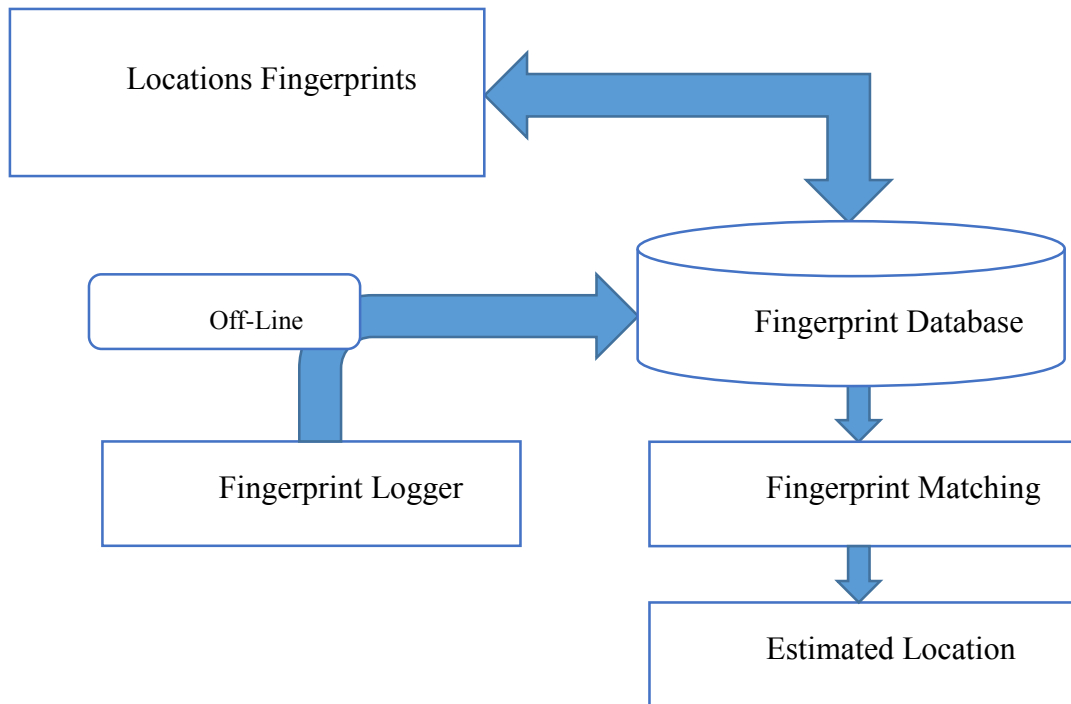 Locations Fingerprints
Off-Line
Fingerprint Database
Fingerprint Logger
Fingerprint Matching
Estimated Location